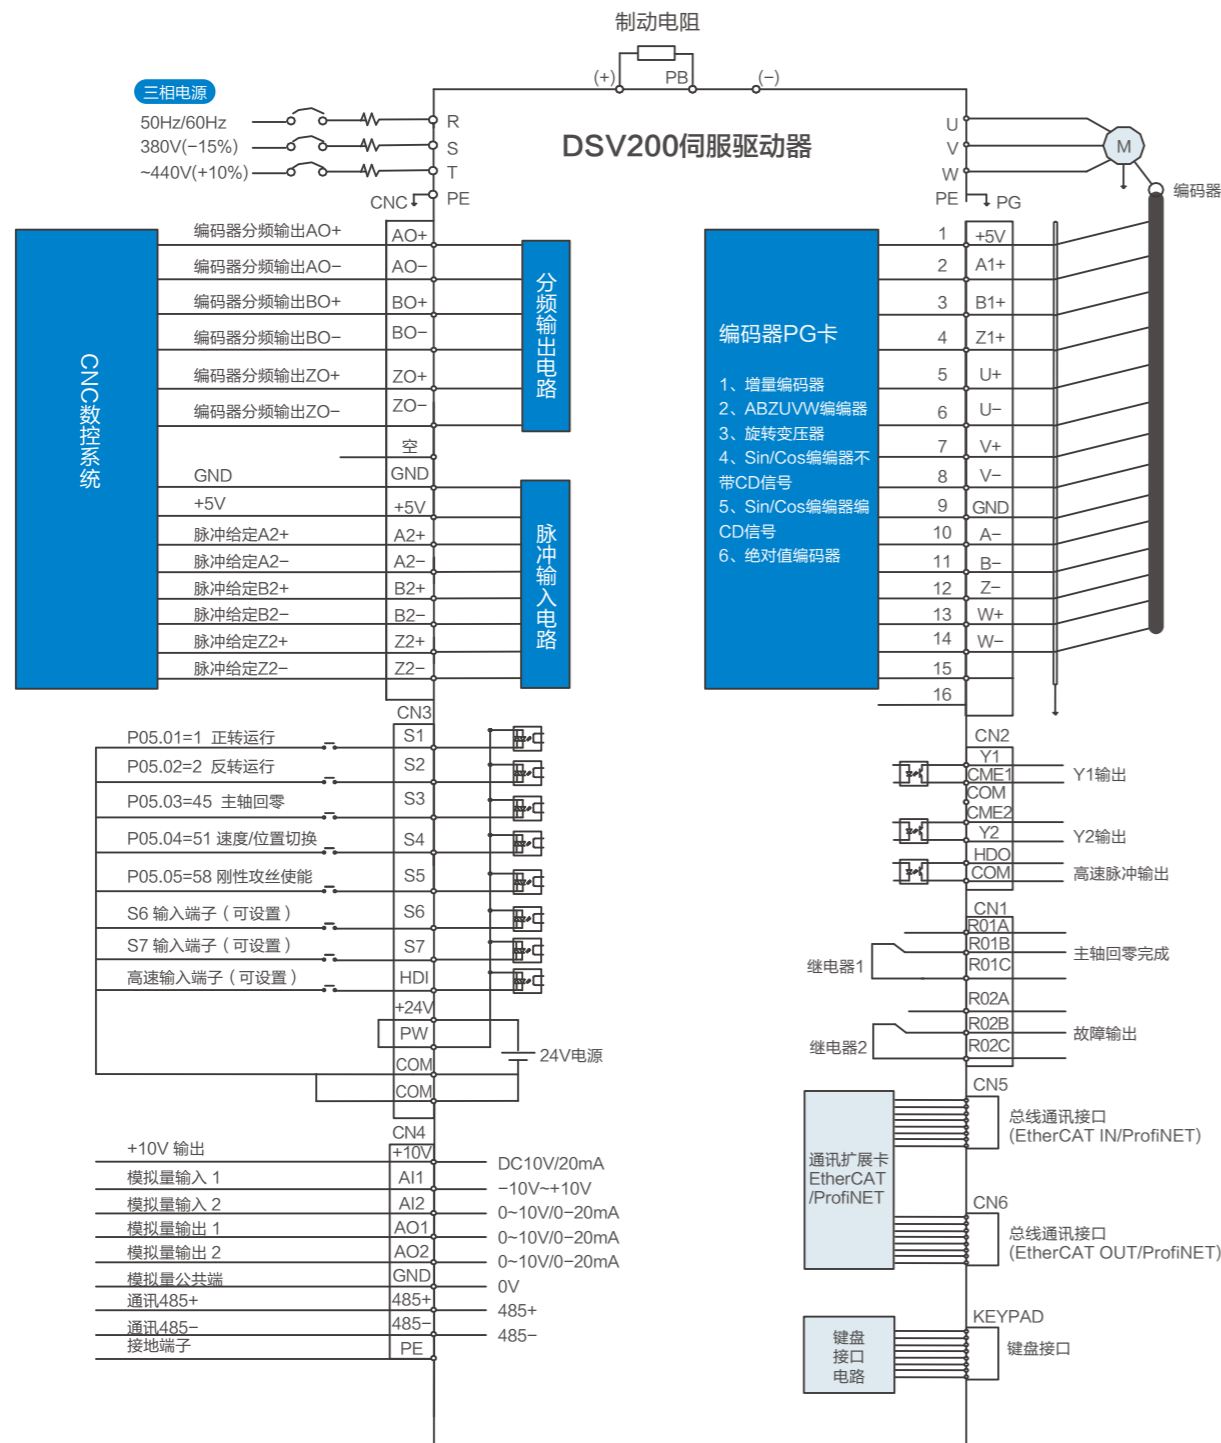 制动电阻
(+)
PB
(−)
三相电源
50Hz/60Hz
380V(−15%)
~440V(+10%)
R
S
T
PE
DSV200伺服驱动器
U
V
W
PE
M
编码器
CNC
编码器分频输出AO+
AO+
编码器分频输出AO−
AO−
编码器分频输出BO+
BO+
编码器分频输出BO−
BO−
编码器分频输出ZO+
ZO+
编码器分频输出ZO−
ZO−
空
GND
GND
+5V
+5V
脉冲给定A2+
A2+
脉冲给定A2−
A2−
脉冲给定B2+
B2+
脉冲给定B2−
B2−
脉冲给定Z2+
Z2+
脉冲给定Z2−
Z2−
CNC数控系统
分频输出电路
脉冲输入电路
PG
编码器PG卡
1、增量编码器
2、ABZUVW编编器
3、旋转变压器
4、Sin/Cos编编器不
带CD信号
5、Sin/Cos编编器编
CD信号
6、绝对值编码器
1
+5V
2
A1+
3
B1+
4
Z1+
5
U+
6
U−
7
V+
8
V−
9
GND
10
A−
11
B−
12
Z−
13
W+
14
W−
15
16
CN3
P05.01=1 正转运行
S1
P05.02=2 反转运行
S2
P05.03=45 主轴回零
S3
P05.04=51 速度/位置切换
S4
P05.05=58 刚性攻丝使能
S5
S6 输入端子（可设置）
S6
S7 输入端子（可设置）
S7
高速输入端子（可设置）
HDI
+24V
PW
COM
COM
24V电源
CN2
Y1
CME1
COM
CME2
Y2
HDO
COM
Y1输出
Y2输出
高速脉冲输出
CN1
R01A
R01B
R01C
R02A
R02B
R02C
继电器1
主轴回零完成
继电器2
故障输出
CN4
+10V 输出
+10V
DC10V/20mA
模拟量输入 1
AI1
−10V~+10V
模拟量输入 2
AI2
0~10V/0−20mA
模拟量输出 1
AO1
0~10V/0−20mA
模拟量输出 2
AO2
0~10V/0−20mA
模拟量公共端
GND
0V
通讯485+
485+
485+
通讯485−
485−
485−
接地端子
PE
CN5
总线通讯接口
(EtherCAT IN/ProfiNET)
通讯扩展卡
EtherCAT
/ProfiNET
CN6
总线通讯接口
(EtherCAT OUT/ProfiNET)
KEYPAD
键盘
接口
电路
键盘接口